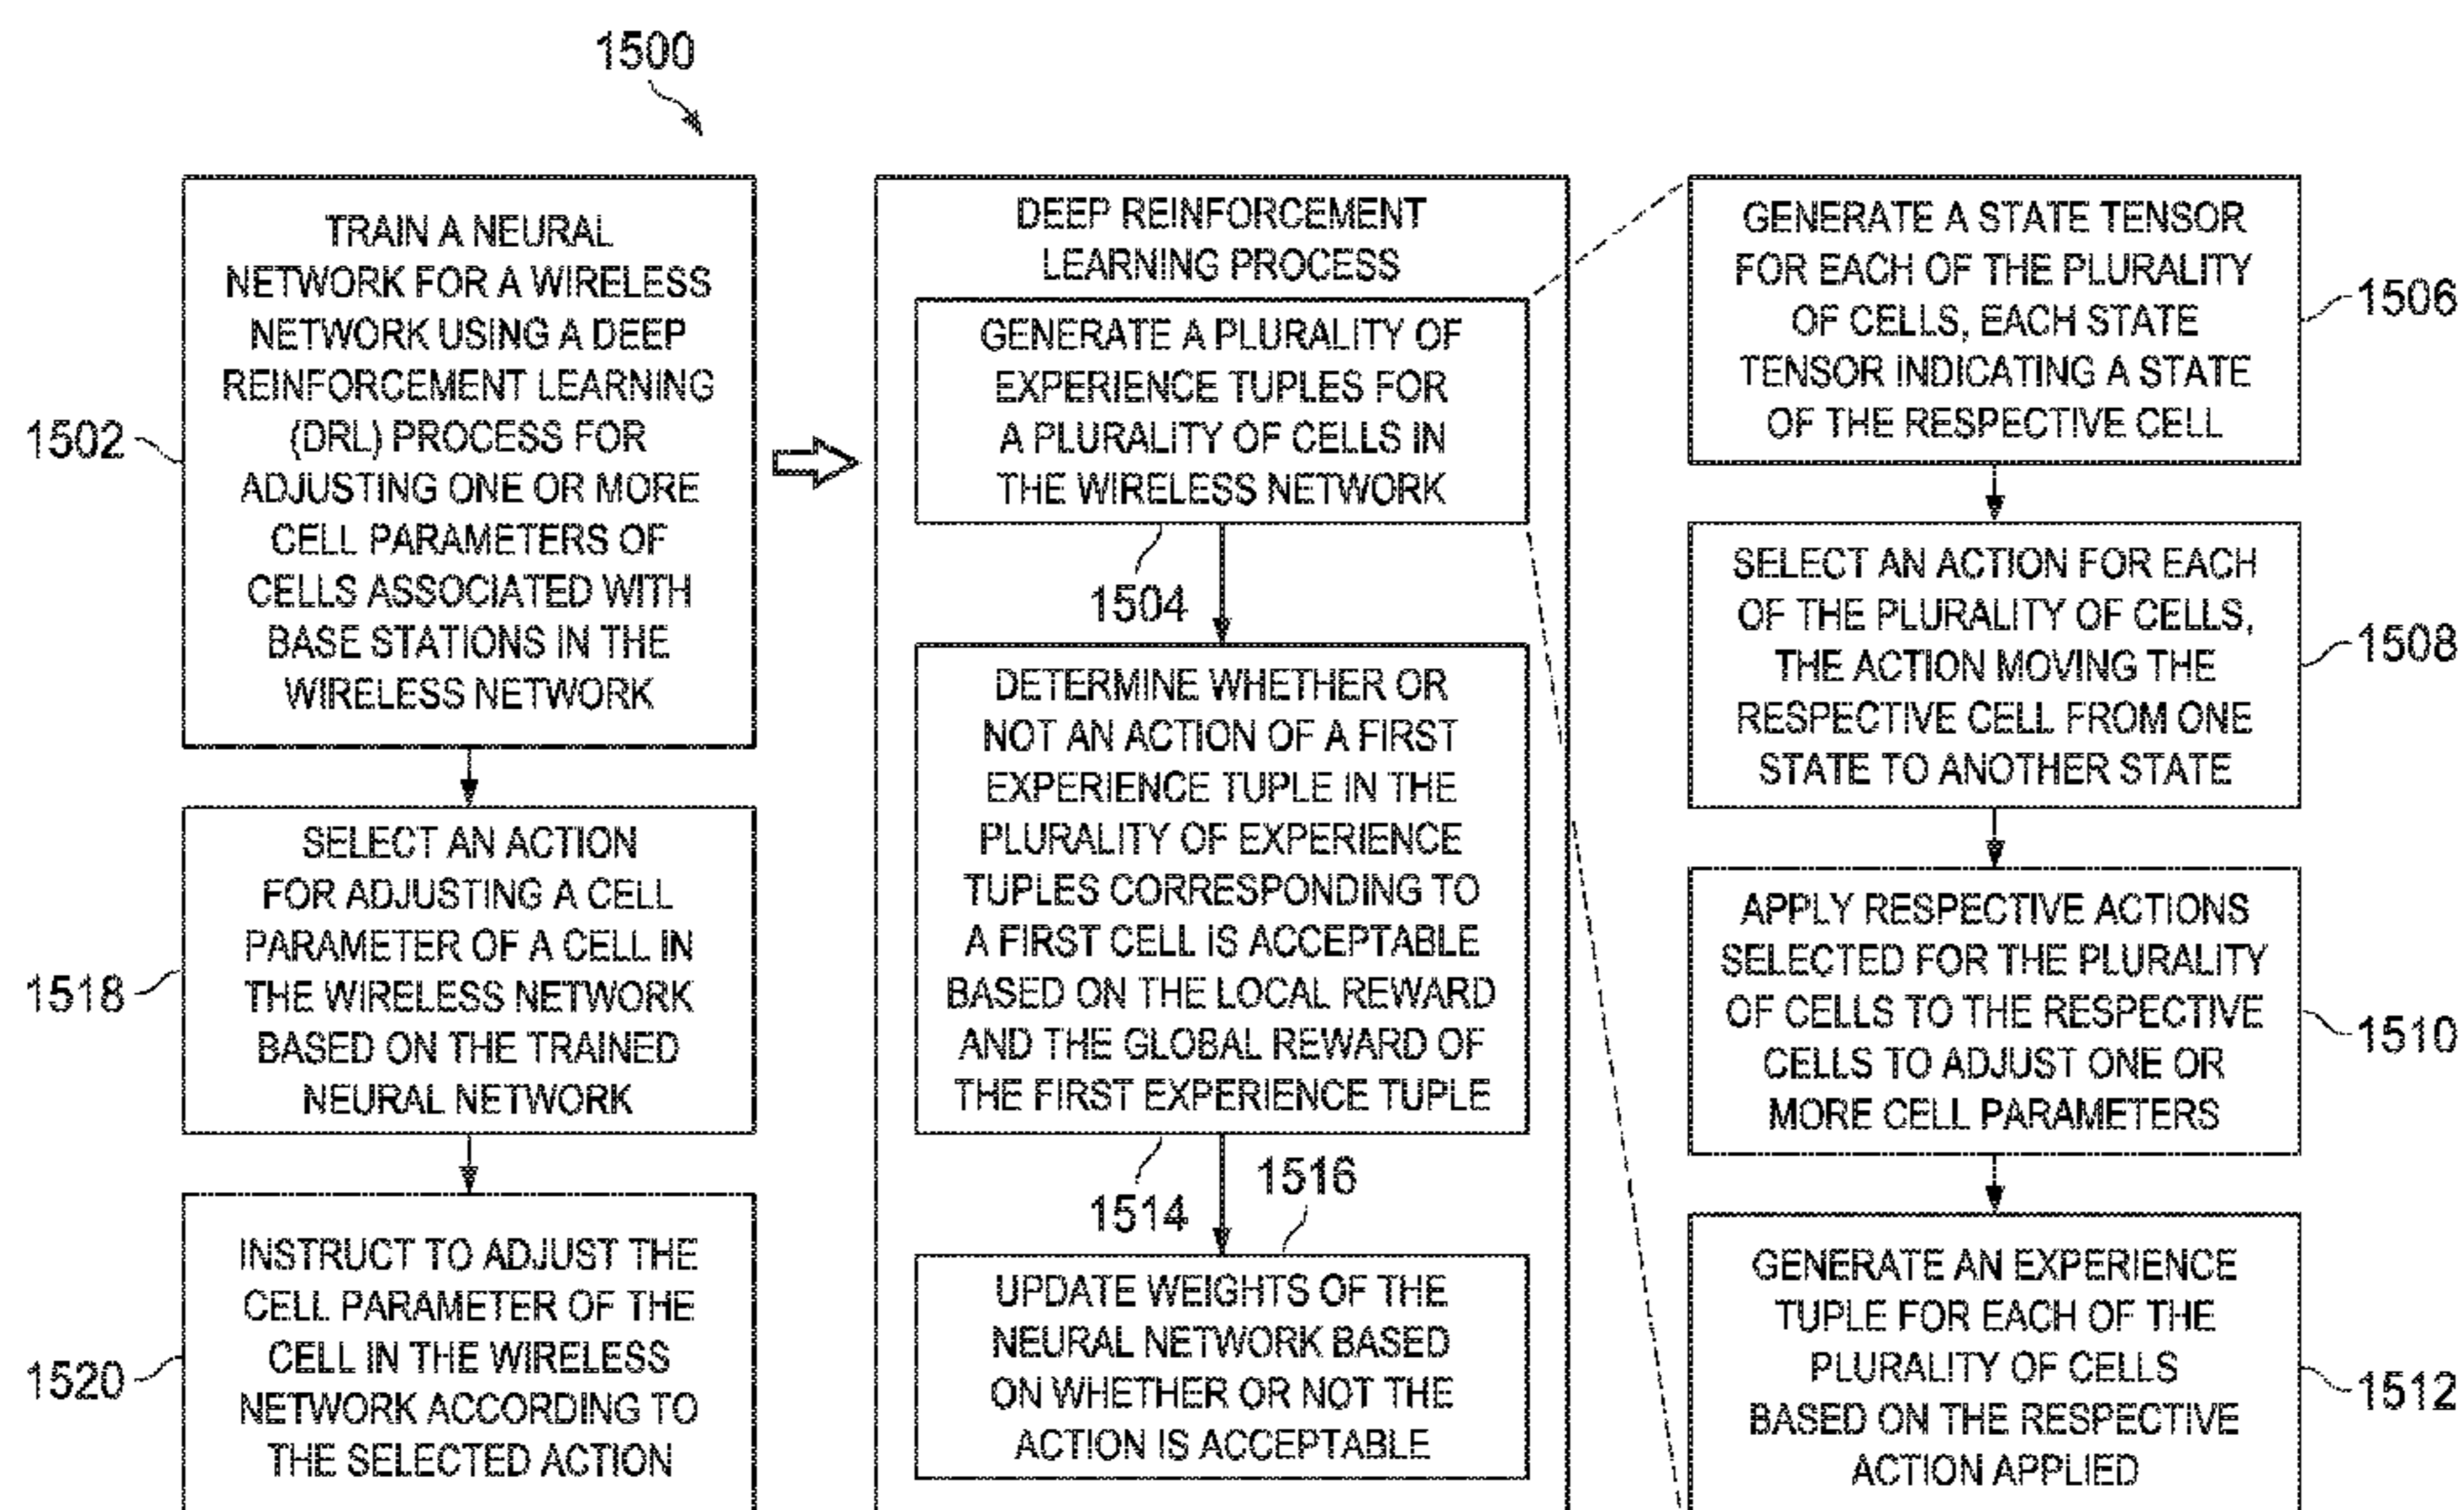 1500
TRAIN A NEURAL
NETWORK FOR A WIRELESS
NETWORK USING A DEEP
REINFORCEMENT LEARNING
(DRL) PROCESS FOR
ADJUSTING ONE OR MORE
CELL PARAMETERS OF
CELLS ASSOCIATED WITH
BASE STATIONS IN THE
WIRELESS NETWORK
1502
SELECT AN ACTION
FOR ADJUSTING A CELL
PARAMETER OF A CELL IN
THE WIRELESS NETWORK
BASED ON THE TRAINED
NEURAL NETWORK
1518
INSTRUCT TO ADJUST THE
CELL PARAMETER OF THE
CELL IN THE WIRELESS
NETWORK ACCORDING TO
THE SELECTED ACTION
1520
DEEP REINFORCEMENT
LEARNING PROCESS
GENERATE A PLURALITY OF
EXPERIENCE TUPLES FOR
A PLURALITY OF CELLS IN
THE WIRELESS NETWORK
1504
DETERMINE WHETHER OR
NOT AN ACTION OF A FIRST
EXPERIENCE TUPLE IN THE
PLURALITY OF EXPERIENCE
TUPLES CORRESPONDING TO
A FIRST CELL IS ACCEPTABLE
BASED ON THE LOCAL REWARD
AND THE GLOBAL REWARD OF
THE FIRST EXPERIENCE TUPLE
1514
1516
UPDATE WEIGHTS OF THE
NEURAL NETWORK BASED
ON WHETHER OR NOT THE
ACTION IS ACCEPTABLE
GENERATE A STATE TENSOR
FOR EACH OF THE PLURALITY
OF CELLS, EACH STATE
TENSOR INDICATING A STATE
OF THE RESPECTIVE CELL
1506
SELECT AN ACTION FOR EACH
OF THE PLURALITY OF CELLS,
THE ACTION MOVING THE
RESPECTIVE CELL FROM ONE
STATE TO ANOTHER STATE
1508
APPLY RESPECTIVE ACTIONS
SELECTED FOR THE PLURALITY
OF CELLS TO THE RESPECTIVE
CELLS TO ADJUST ONE OR
MORE CELL PARAMETERS
1510
GENERATE AN EXPERIENCE
TUPLE FOR EACH OF THE
PLURALITY OF CELLS
BASED ON THE RESPECTIVE
ACTION APPLIED
1512